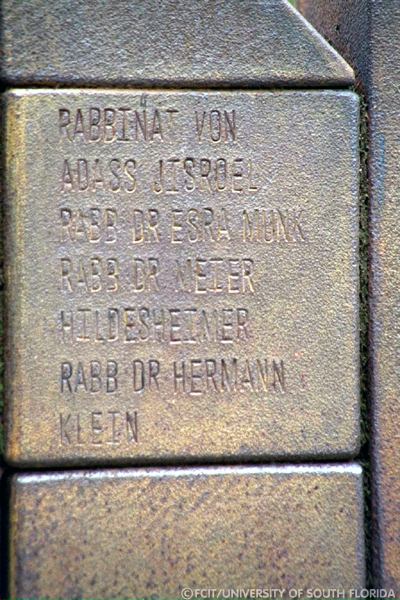 RABBINAT VON
ADASS JISROEL
RABB DR ESRA MUNK
RABB DR MEIER
HILDESHEIMER
RABB DR HERMANN
KLEIN
©FCIT/UNIVERSITY OF SOUTH FLORIDA